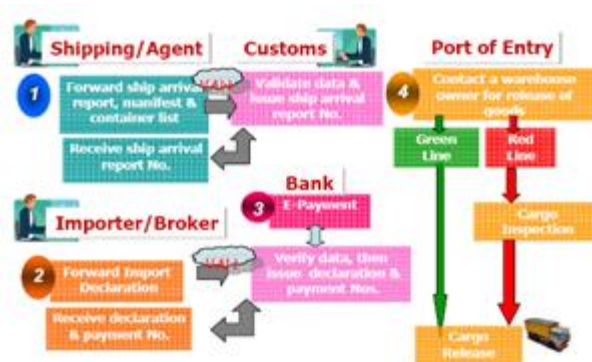 Shipping/Agent
Customs
Port of Entry
1
Forward ship arrival
report, manifest &
container list
Validate data &
issue ship arrival
report No.
4
Contact a warehouse
owner for release of
goods
Receive ship arrival
report No.
Green
Line
Red
Line
Bank
3
E-Payment
Importer/Broker
Cargo
Inspection
2
Forward Import
Declaration
Verify data, then
issue declaration &
payment Nos.
Receive declaration
& payment No.
Cargo
Release